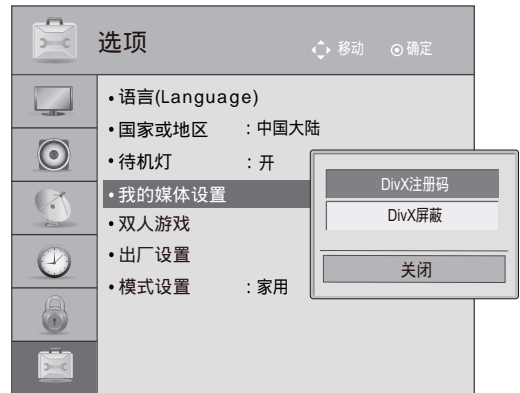 选项
移动 确定
• 语言(Language)
• 国家或地区 : 中国大陆
• 待机灯 : 开
• 我的媒体设置
• 双人游戏
• 出厂设置
• 模式设置 : 家用
DivX注册码
DivX屏蔽
关闭